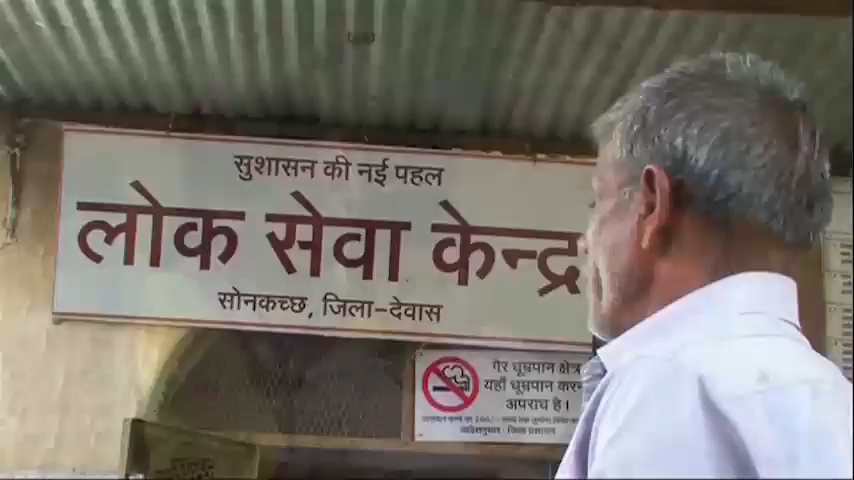 सुशासन की नई पहल
लोक सेवा केन्द्र
सोनकच्छ, जिला-देवास
गैर धूम्रपान क्षेत्र
यहाँ धूम्रपान करन
अपराध है।